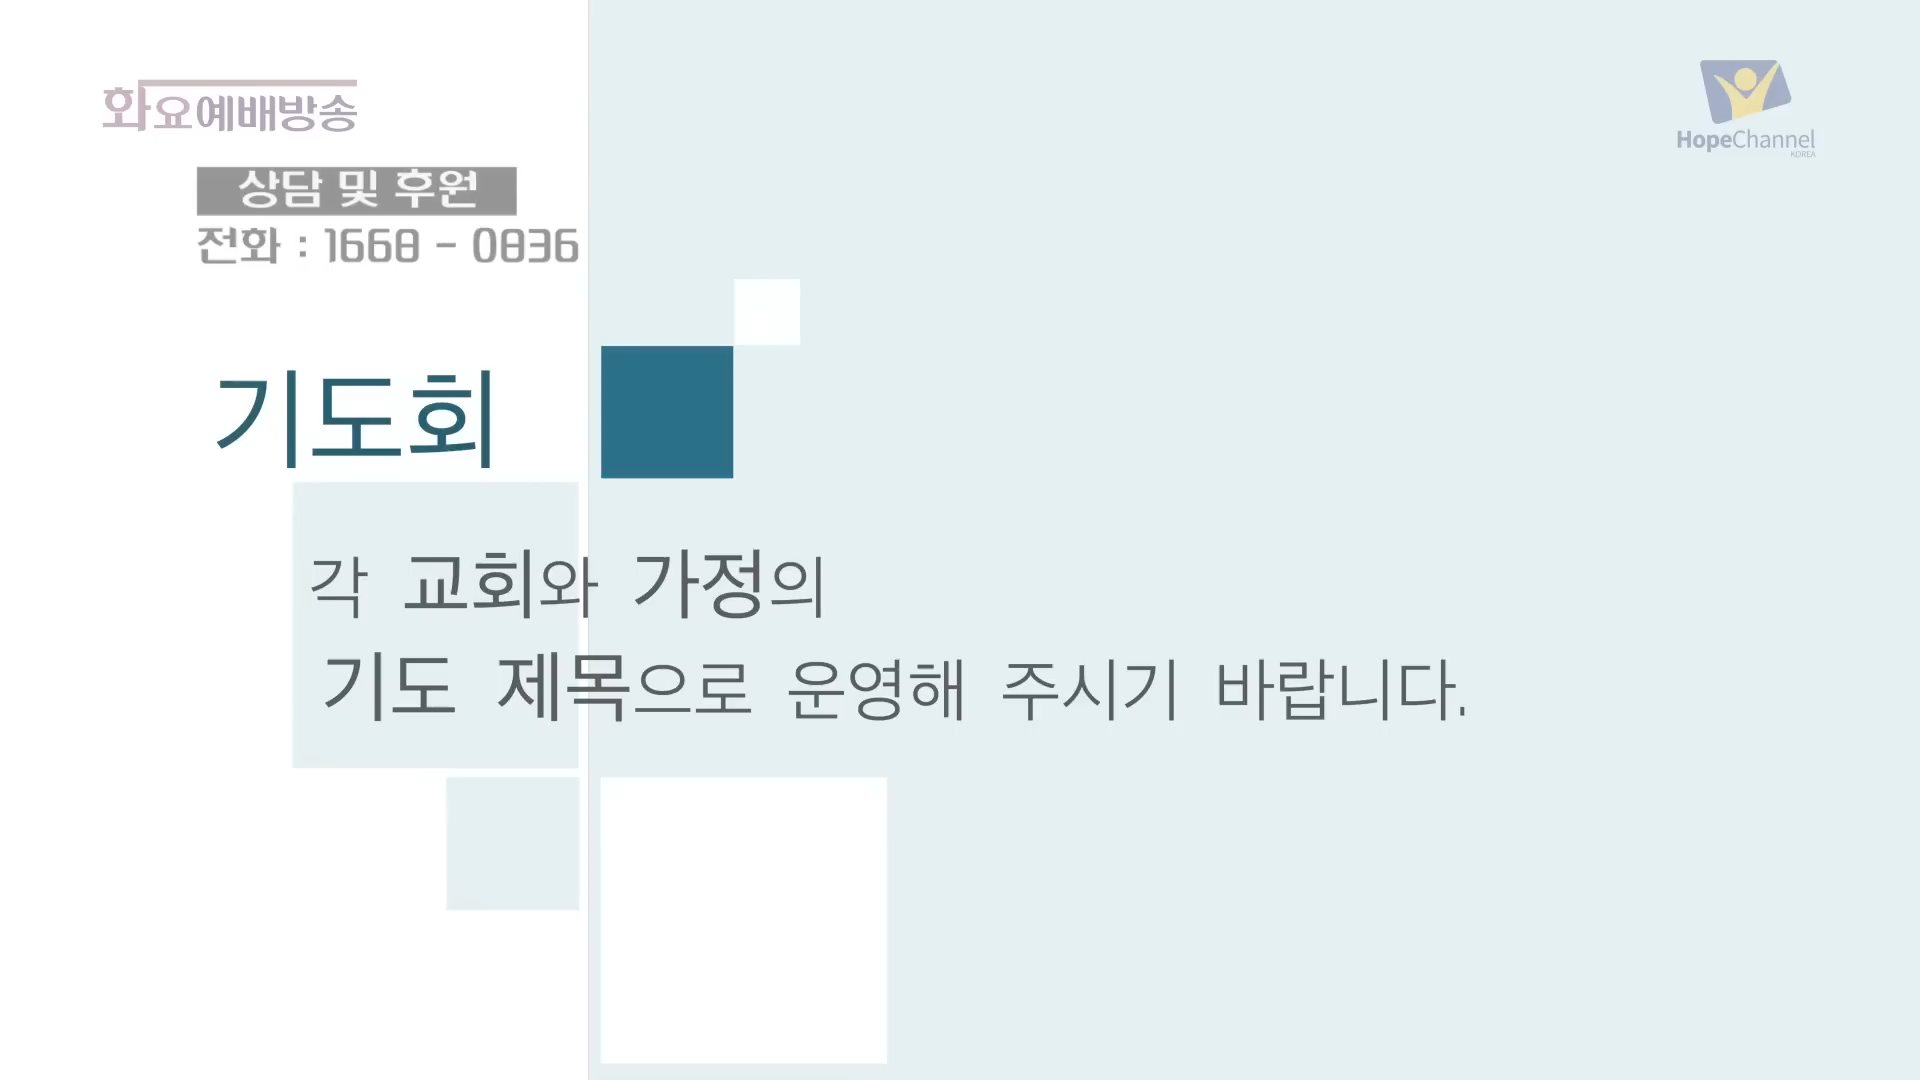 화요예배방송
HopeChannel
KOREA
상담 및 후원
전화 : 1668 - 0836
기도회
각 교회와 가정의
기도 제목으로 운영해 주시기 바랍니다.